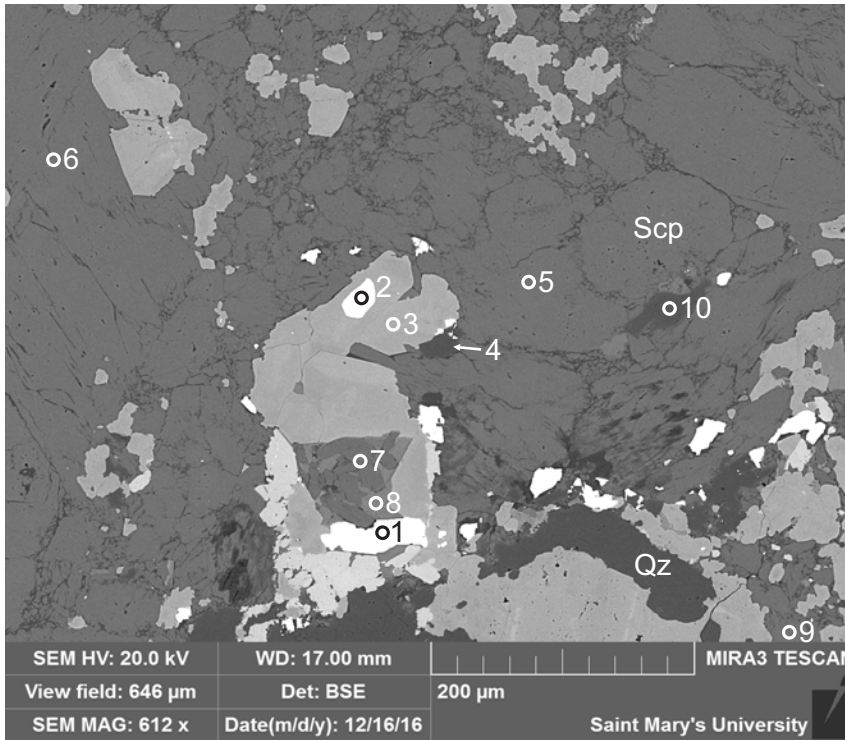 6
Scp
5
2
10
3
4
7
8
1
Qz
9
SEM HV: 20.0 kV WD: 17.00 mm MIRA3 TESCAN
View field: 646 µm Det: BSE 200 µm
SEM MAG: 612 x Date(m/d/y): 12/16/16 Saint Mary's University